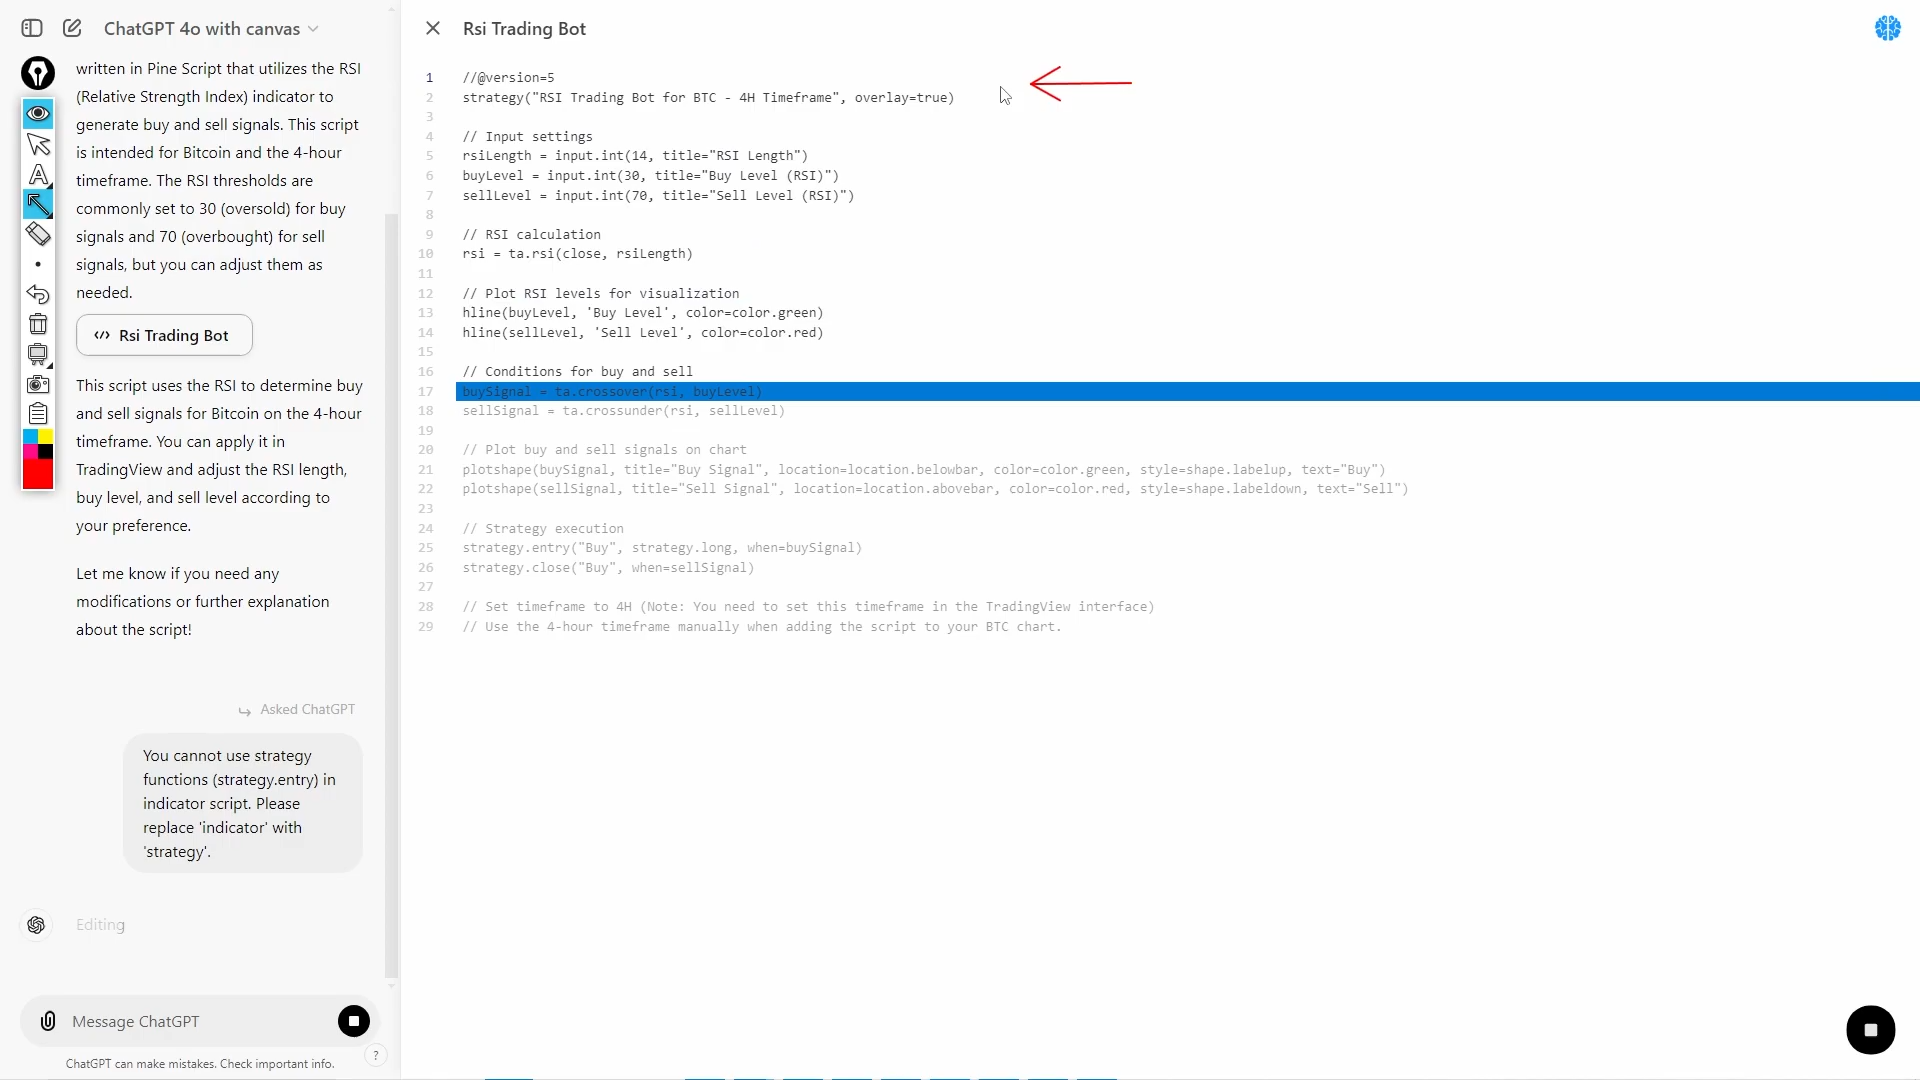 ChatGPT 4o with canvas
written in Pine Script that utilizes the RSI
(Relative Strength Index) indicator to
generate buy and sell signals. This script
is intended for Bitcoin and the 4-hour
timeframe. The RSI thresholds are
commonly set to 30 (oversold) for buy
signals and 70 (overbought) for sell
signals, but you can adjust them as
needed.
Rsi Trading Bot
This script uses the RSI to determine buy
and sell signals for Bitcoin on the 4-hour
timeframe. You can apply it in
TradingView and adjust the RSI length,
buy level, and sell level according to
your preference.
Let me know if you need any
modifications or further explanation
about the script!
Asked ChatGPT
You cannot use strategy
functions (strategy.entry) in
indicator script. Please
replace 'indicator' with
'strategy'.
Editing
Message ChatGPT
ChatGPT can make mistakes. Check important info.
?
Rsi Trading Bot
1 //@version=5
2 strategy("RSI Trading Bot for BTC - 4H Timeframe", overlay=true)
3
4 // Input settings
5 rsiLength = input.int(14, title="RSI Length")
6 buyLevel = input.int(30, title="Buy Level (RSI)")
7 sellLevel = input.int(70, title="Sell Level (RSI)")
8
9 // RSI calculation
10 rsi = ta.rsi(close, rsiLength)
11
12 // Plot RSI levels for visualization
13 hline(buyLevel, 'Buy Level', color=color.green)
14 hline(sellLevel, 'Sell Level', color=color.red)
15
16 // Conditions for buy and sell
17 buySignal = ta.crossover(rsi, buyLevel)
18 sellSignal = ta.crossunder(rsi, sellLevel)
19
20 // Plot buy and sell signals on chart
21 plotshape(buySignal, title="Buy Signal", location=location.belowbar, color=color.green, style=shape.labelup, text="Buy")
22 plotshape(sellSignal, title="Sell Signal", location=location.abovebar, color=color.red, style=shape.labeldown, text="Sell")
23
24 // Strategy execution
25 strategy.entry("Buy", strategy.long, when=buySignal)
26 strategy.close("Buy", when=sellSignal)
27
28 // Set timeframe to 4H (Note: You need to set this timeframe in the TradingView interface)
29 // Use the 4-hour timeframe manually when adding the script to your BTC chart.